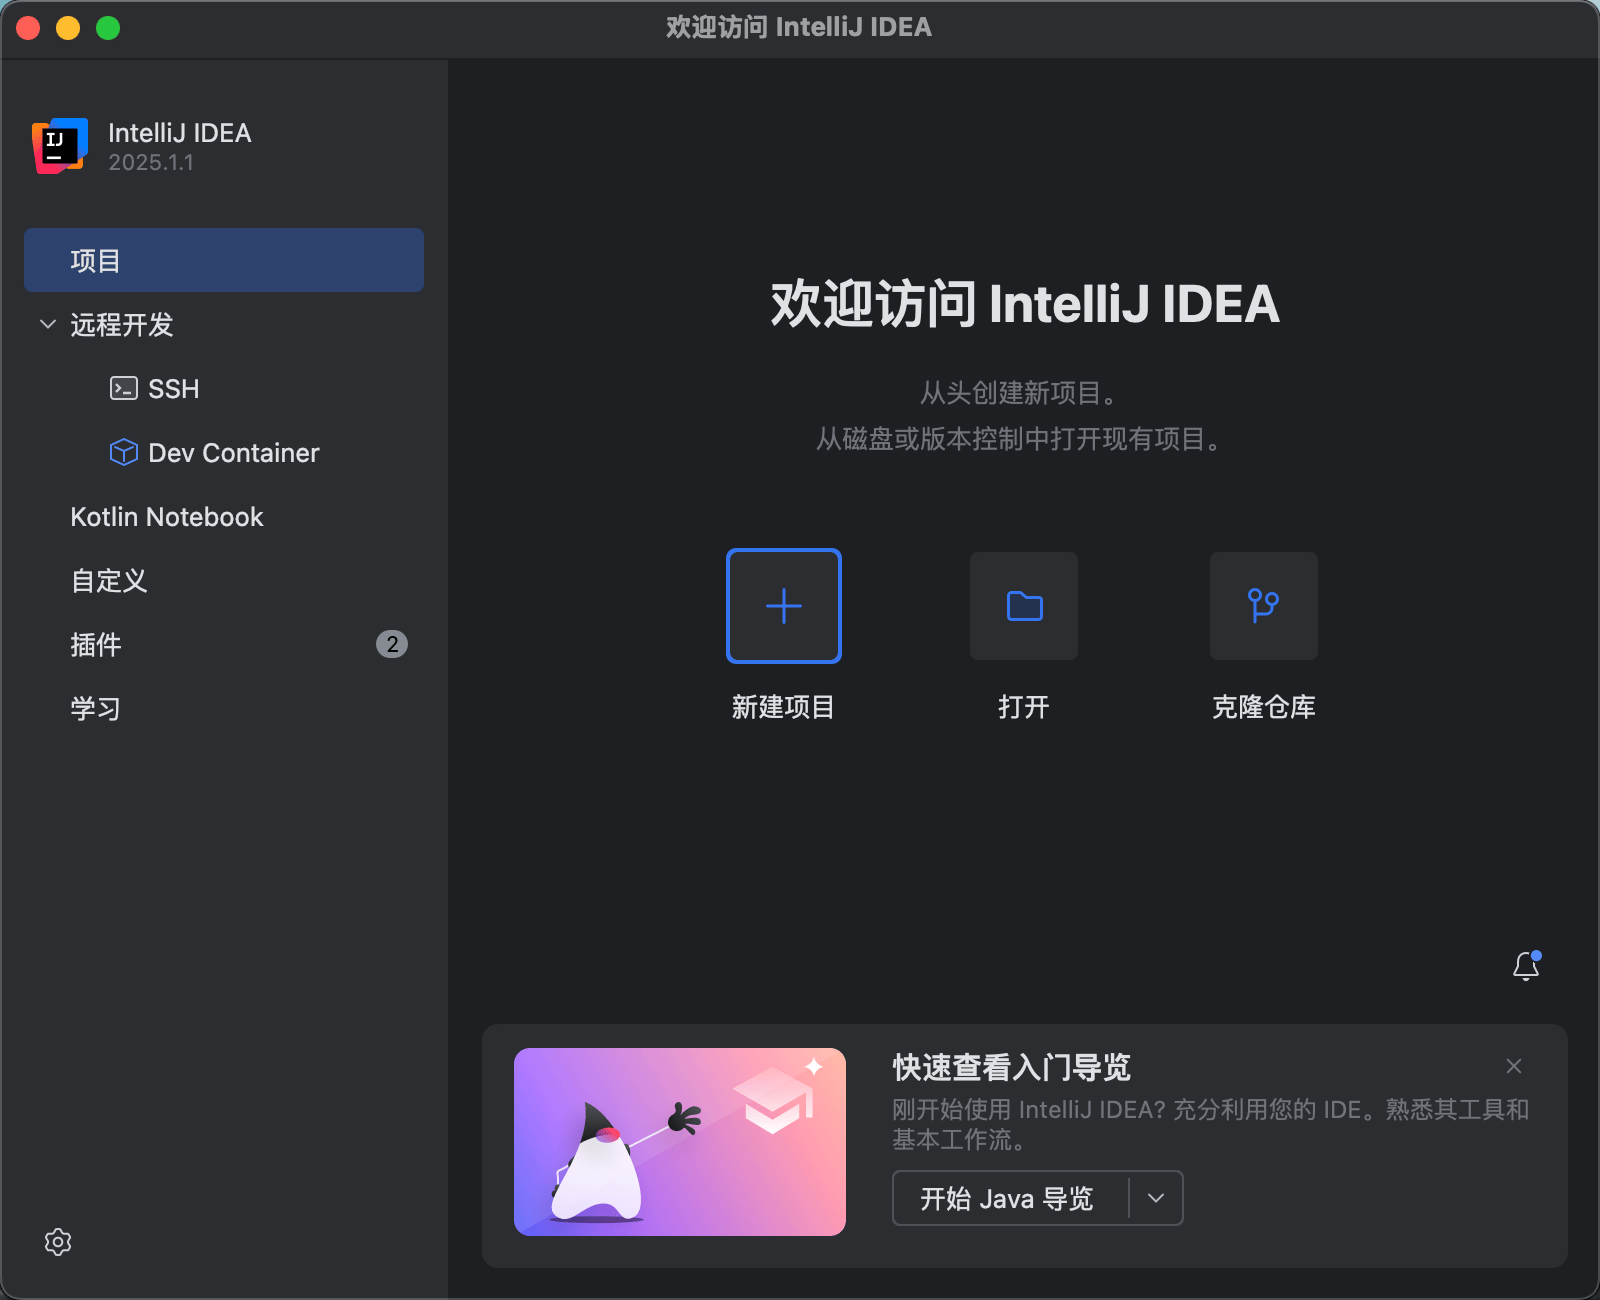 欢迎访问 IntelliJ IDEA
IJ
IntelliJ IDEA
2025.1.1
项目
远程开发
SSH
Dev Container
Kotlin Notebook
自定义
插件 2
学习
欢迎访问 IntelliJ IDEA
从头创建新项目。
从磁盘或版本控制中打开现有项目。
新建项目 打开 克隆仓库
快速查看入门导览
刚开始使用 IntelliJ IDEA? 充分利用您的 IDE。熟悉其工具和
基本工作流。
开始 Java 导览